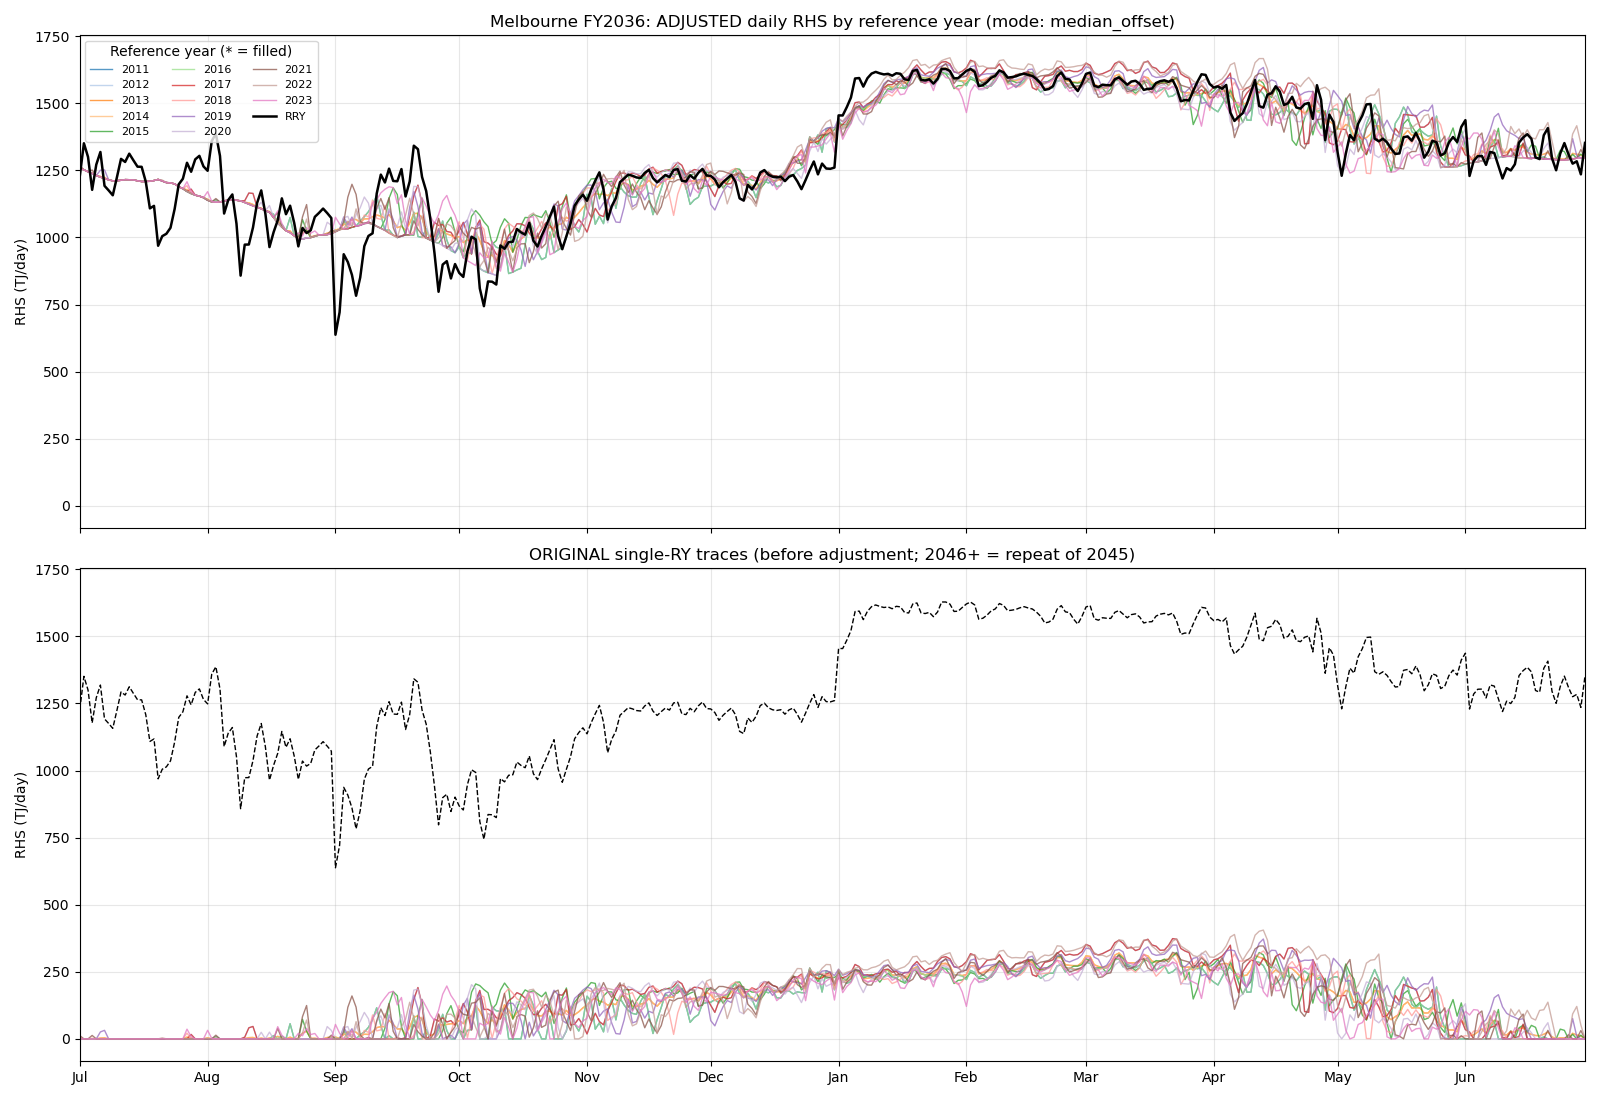 Melbourne FY2036: ADJUSTED daily RHS by reference year (mode: median_offset)
Reference year (* = filled)
2011 2016 2021
2012 2017 2022
2013 2018 2023
2014 2019 RRY
2015 2020
1750
1500
1250
1000
750
500
250
0
RHS (TJ/day)
ORIGINAL single-RY traces (before adjustment; 2046+ = repeat of 2045)
1750
1500
1250
1000
750
500
250
0
RHS (TJ/day)
Jul Aug Sep Oct Nov Dec Jan Feb Mar Apr May Jun